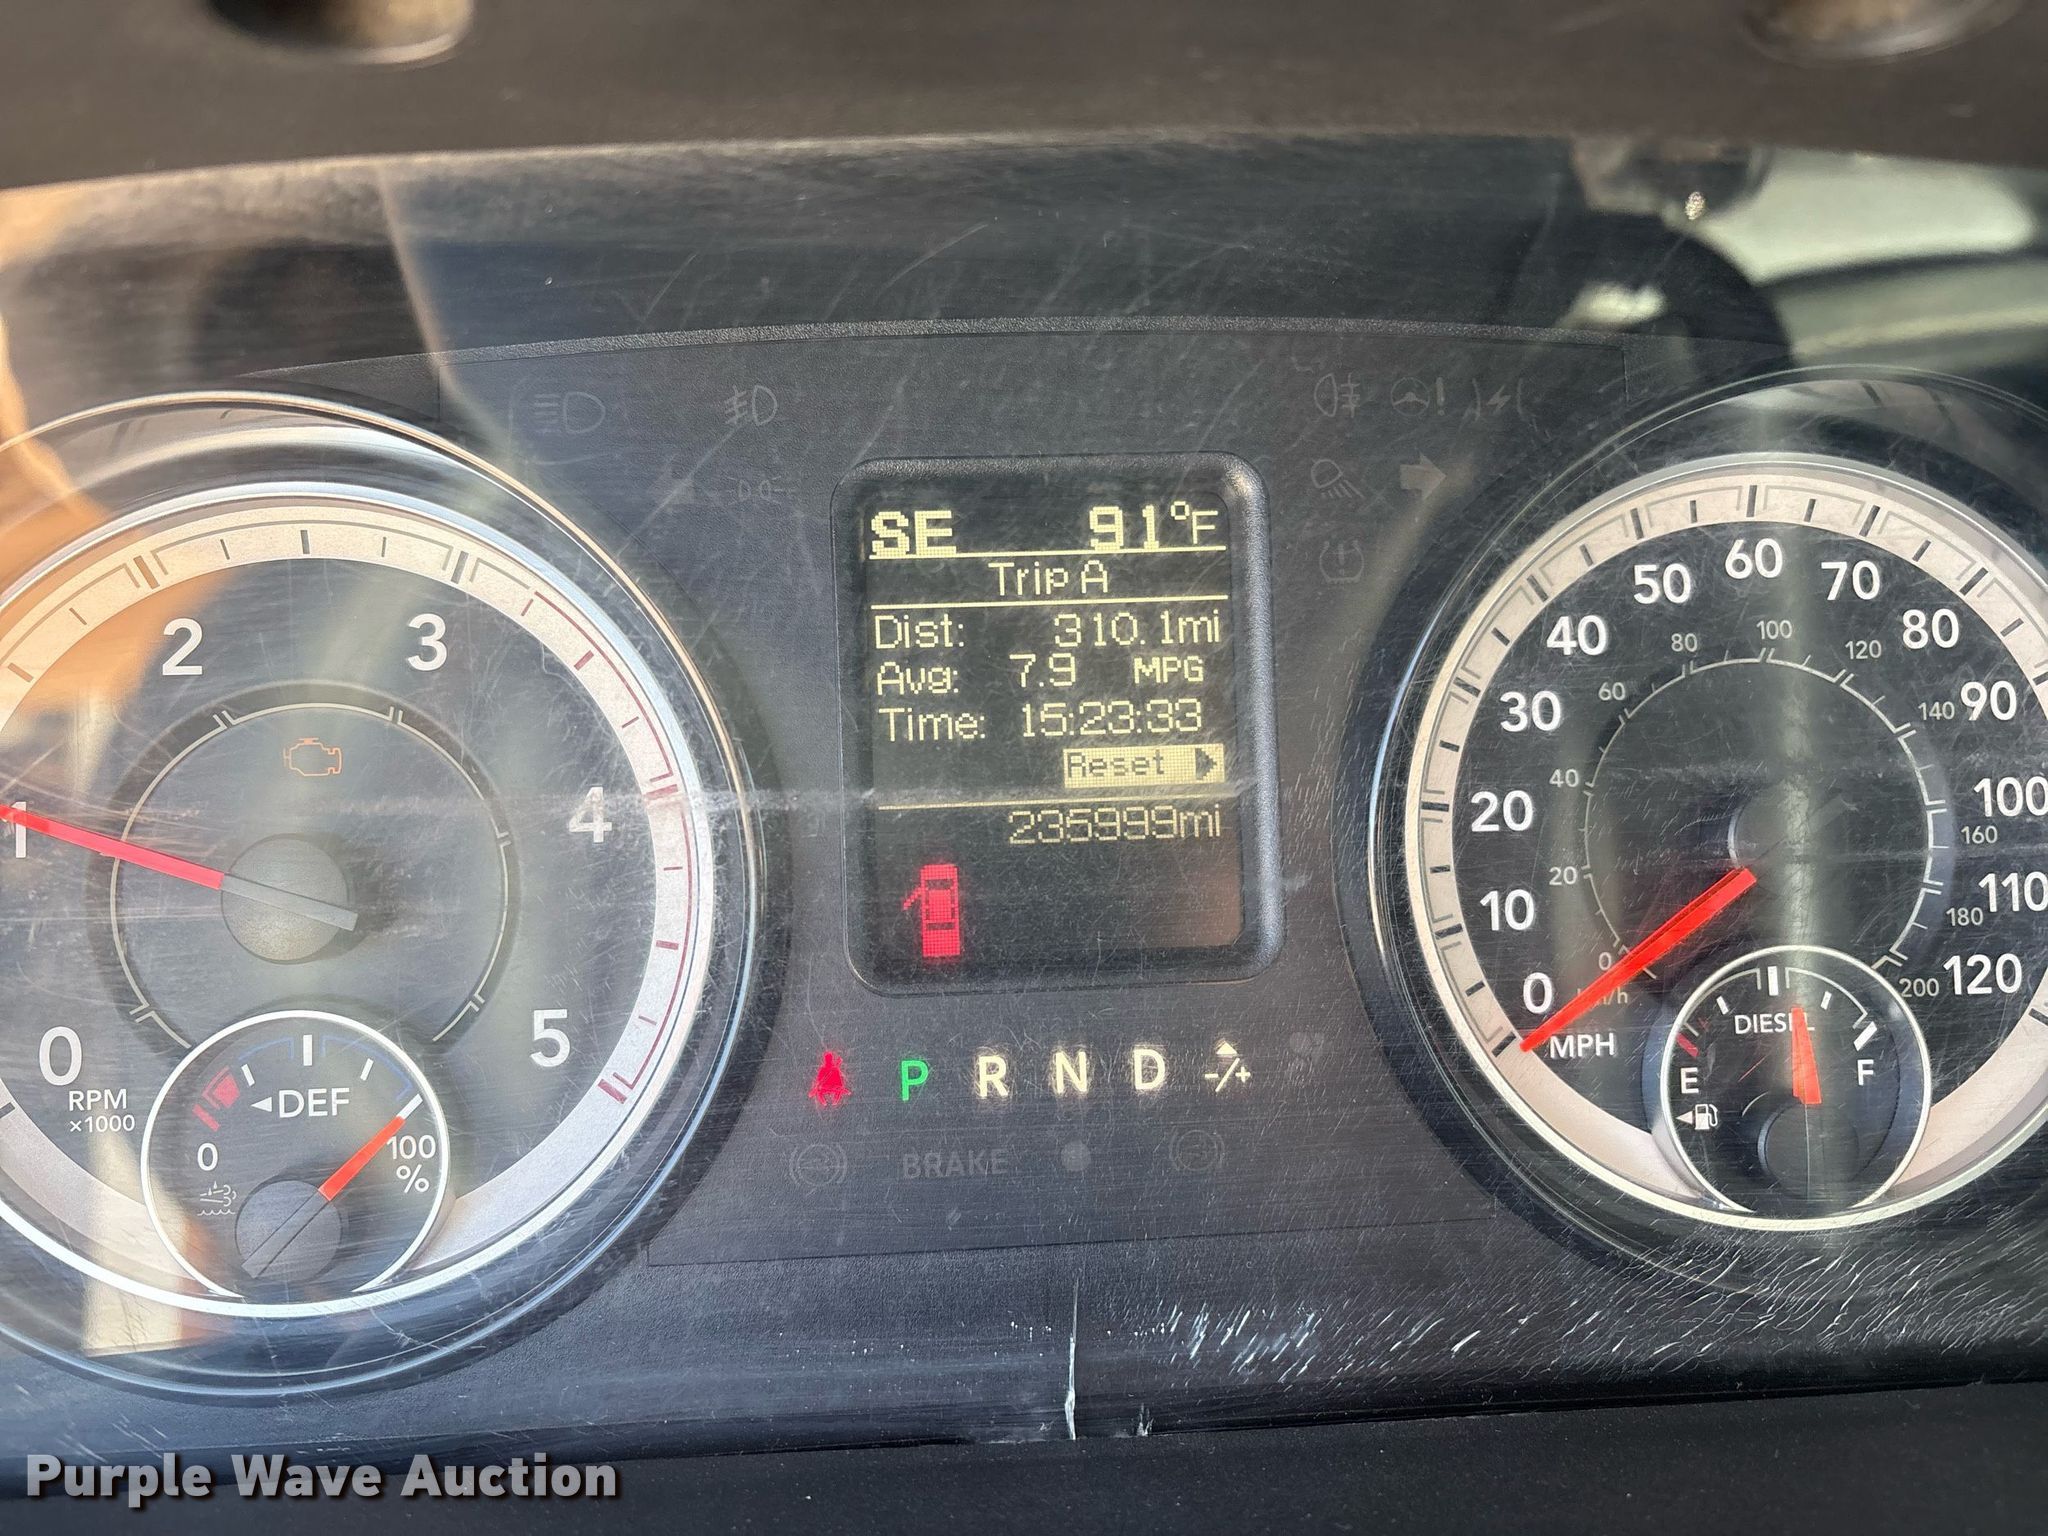 SE 91°F
Trip A
Dist: 310.1mi
Avg: 7.9 MPG
Time: 15:23:33
Reset
235999mi
P R N D -/+
BRAKE
0 1 2 3 4 5
RPM
x1000
DEF
0 100
%
0 10 20 30 40 50 60 70 80 90 100 110 120
MPH
0 20 40 60 80 100 120 140 160 180 200
km/h
DIESEL
E F
Purple Wave Auction